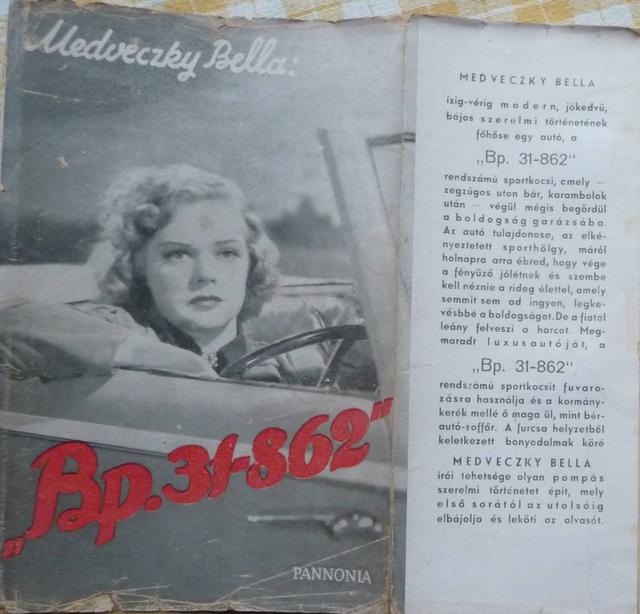 Medveczky Bella:
„Bp. 31-862"
PANNONIA
MEDVECZKY BELLA
ízig-vérig modern, jókedvű,
bájos szerelmi történetének
főhőse egy autó, a
„Bp. 31-862"
rendszámú sportkocsi, emely —
zegzúgos uton bár, karambolok
után — végül mégis begördül
a boldogság garázsába.
Az autó tulajdonosa, az elké-
nyeztetett sporthölgy, máról
holnapra arra ébred, hogy vége
a fényűző jólétnek és szembe
kell néznie a rideg élettel, amely
semmit sem ad ingyen, legke-
vésbbé a boldogságot. De a fiatal
leány felveszi a harcot. Meg-
maradt luxusautóját, a
„Bp. 31-862"
rendszámú sportkocsit fuvaro-
zásra használja és a kormány-
kerék mellé ő maga ül, mint bér-
autó-soffőr. A furcsa helyzetből
keletkezett bonyodalmak köré
MEDVECZKY BELLA
írói tehetsége olyan pompás
szerelmi történetet épít, mely
első sorától az utolsóig
elbájolja és leköti az olvasót.